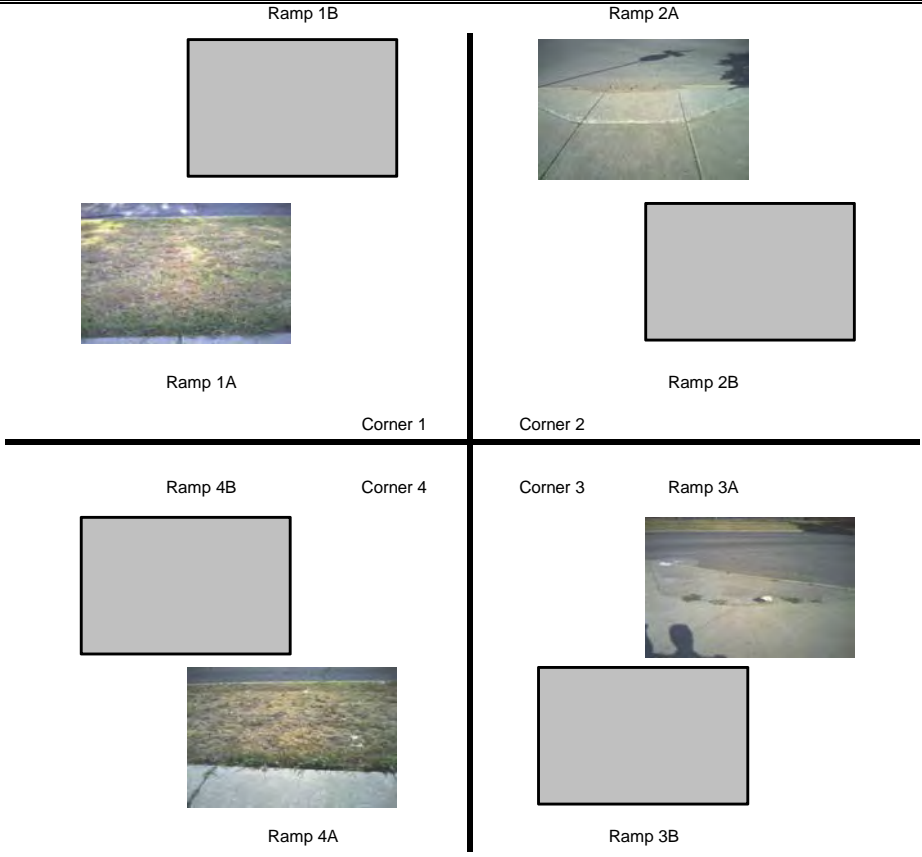 Ramp 1B Ramp 2A
Ramp 1A Ramp 2B
Corner 1 Corner 2
Ramp 4B Corner 4 Corner 3 Ramp 3A
Ramp 4A Ramp 3B